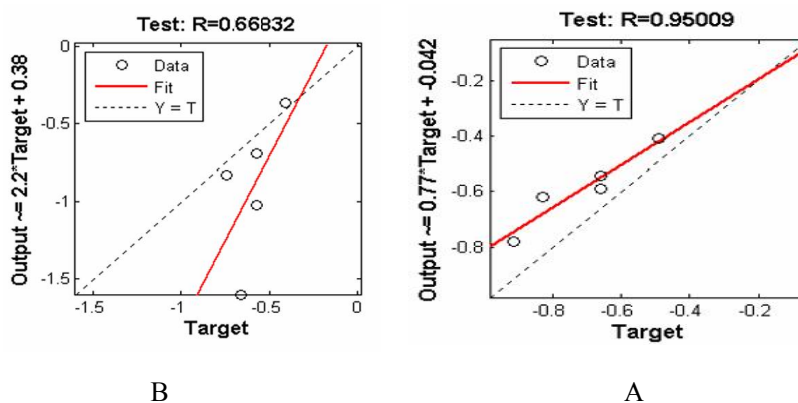 Test: R=0.66832
Output ~= 2.2*Target + 0.38
0
-0.5
-1
-1.5
Data
Fit
Y = T
-1.5
-1
-0.5
0
Target
B
Test: R=0.95009
Output ~= 0.77*Target + -0.042
-0.2
-0.4
-0.6
-0.8
Data
Fit
Y = T
-0.8
-0.6
-0.4
-0.2
Target
A